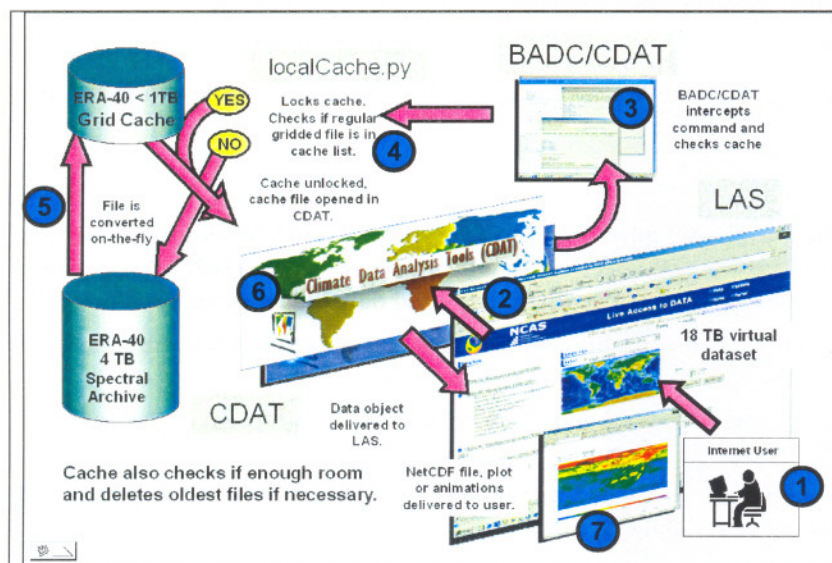 BADC/CDAT
localCache.py
ERA-40 < 1TB
Grid Cache
YES
NO
Locks cache.
Checks if regular
gridded file is in
cache list.
4
3
BADC/CDAT
intercepts
command and
checks cache
5
File is
converted
on-the-fly
Cache unlocked,
cache file opened in
CDAT.
LAS
6
Climate Data Analysis Tools (CDAT)
2
NCAS
Live Access to DATA
18 TB virtual
dataset
ERA-40
4 TB
Spectral
Archive
CDAT
Data object
delivered to
LAS.
Internet User
1
Cache also checks if enough room
and deletes oldest files if necessary.
NetCDF file, plot
or animations
delivered to user.
7